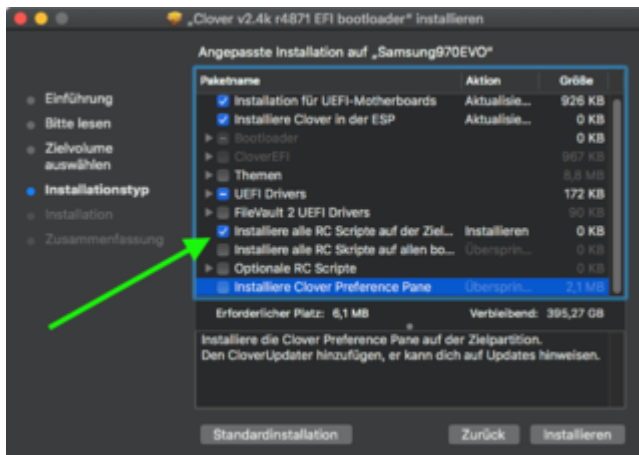 „Clover v2.4k r4871 EFI bootloader“ installieren
Angepasste Installation auf „Samsung970EVO“
Paketname Aktion Größe
Installation für UEFI-Motherboards Aktualisie... 926 KB
Installiere Clover in der ESP Aktualisie... 0 KB
Bootloader 0 KB
CloverEFI 967 KB
Themen 8,8 MB
UEFI Drivers 172 KB
FileVault 2 UEFI Drivers 90 KB
Installiere alle RC Scripte auf der Ziel... Installieren 0 KB
Installiere alle RC Skripte auf allen bo... Übersprin... 0 KB
Optionale RC Scripte 0 KB
Installiere Clover Preference Pane Übersprin... 2,1 MB
Einführung
Bitte lesen
Zielvolume
auswählen
Installationstyp
Installation
Zusammenfassung
Erforderlicher Platz: 6,1 MB Verbleibend: 395,27 GB
Installiere die Clover Preference Pane auf der Zielpartition.
Den CloverUpdater hinzufügen, er kann dich auf Updates hinweisen.
Standardinstallation Zurück Installieren